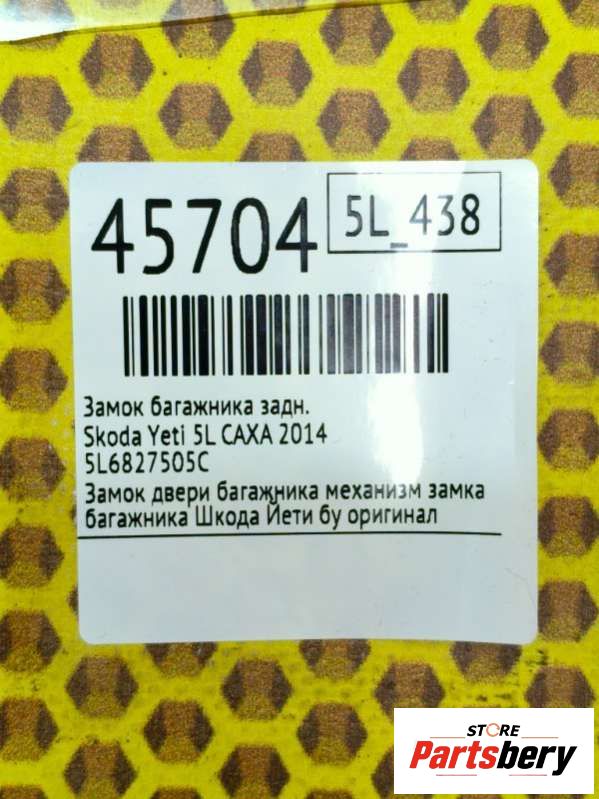 45704
5L_438
Замок багажника задн.
Skoda Yeti 5L CAXA 2014
5L6827505C
Замок двери багажника механизм замка
багажника Шкода Йети бу оригинал
STORE
Partsbery